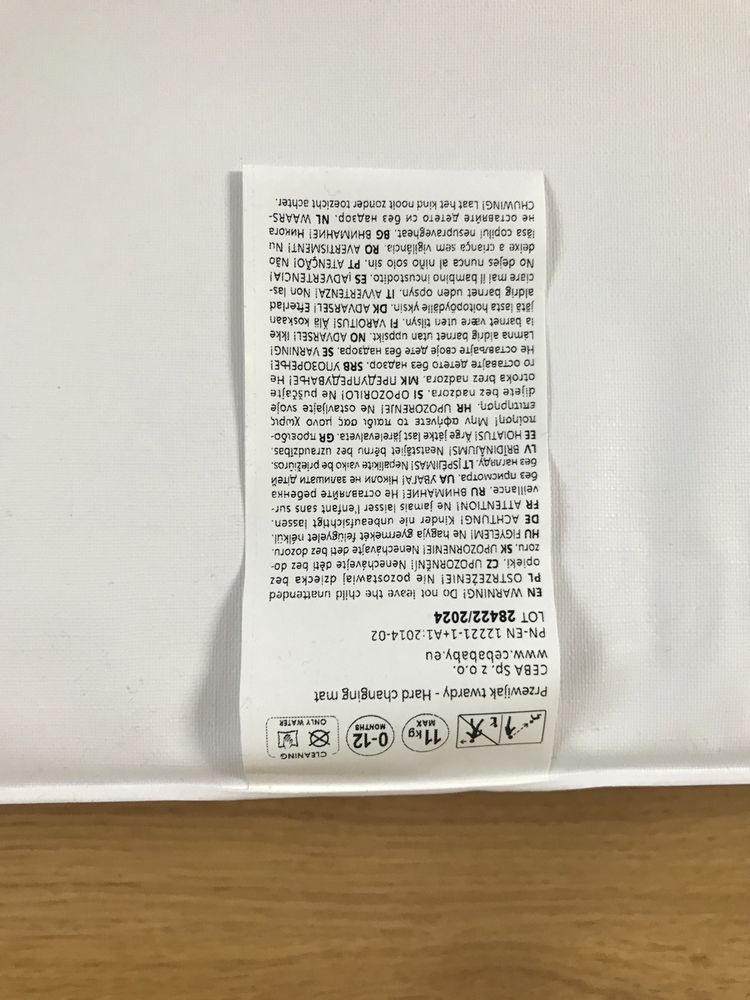 11 kg
MAX
0-12
MONTHS
CLEANING
ONLY WATER
Przewijak twardy - Hard changing mat
CEBA Sp. z o.o.
www.cebababy.eu
PN-EN 12221-1+A1:2014-02
LOT 28422/2024
EN WARNING! Do not leave the child unattended
PL OSTRZEŻENIE! Nie pozostawiaj dziecka bez
opieki. CZ UPOZORNĚNÍ! Nenechávejte děti bez do-
zoru. SK UPOZORNENIE! Nenechávajte deti bez dozoru.
HU FIGYELEM! Ne hagyja gyermekét felügyelet nélkül.
DE ACHTUNG! Kinder nie unbeaufsichtigt lassen.
FR ATTENTION! Ne jamais laisser l'enfant sans sur-
veillance. RU ВНИМАНИЕ! Не оставляйте ребенка
без присмотра. UA УВАГА! Ніколи не залишати дітей
без нагляду. LT ĮSPĖJIMAS! Nepalikite vaiko be priežiūros.
LV BRĪDINĀJUMS! Neatstājiet bērnu bez uzraudzības.
EE HOIATUS! Ärge jätke last järelevalveta. GR προειδο-
ποίηση! Μην αφήνετε το παιδί σας μόνο χωρίς
επιτήρηση. HR UPOZORENJE! Ne ostavljajte svoje
dijete bez nadzora. SI OPOZORILO! Ne puščajte
otroka brez nadzora. MK ПРЕДУПРЕДУВАЊЕ! Не
го оставајте детето без надзор. SRB УПОЗОРЕЊЕ!
Не остављајте своје дете без надзора. SE VARNING!
Lämna aldrig barnet utan uppsikt. NO ADVARSEL! Ikke
la barnet være uten tilsyn. FI VAROITUS! Älä koskaan
jätä lasta hoitopöydälle yksin. DK ADVARSEL! Efterlad
aldrig barnet uden opsyn. IT AVVERTENZA! Non las-
ciare mai il bambino incustodito. ES ¡ADVERTENCIA!
No dejes nunca al niño solo sin. PT ATENÇÃO! Não
deixe a criança sem vigilância. RO AVERTISMENT! Nu
lăsa copilul nesupravegheat. BG ВНИМАНИЕ! Никога
не оставяйте детето си без надзор. NL WAARS-
CHUWING! Laat het kind nooit zonder toezicht achter.